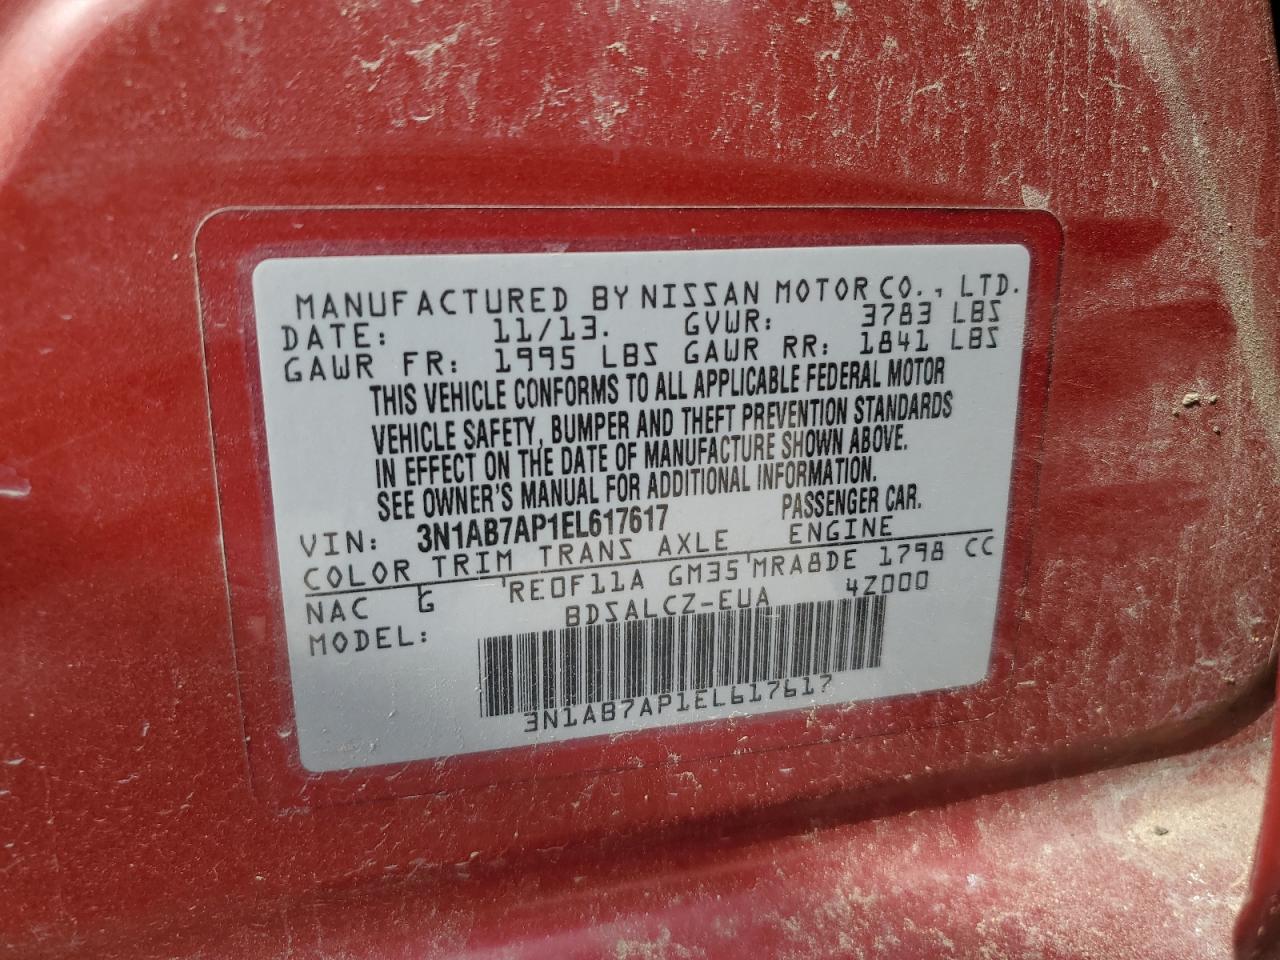 MANUFACTURED BY NISSAN MOTOR CO., LTD.
DATE: 11/13. GVWR: 3783 LBS
GAWR FR: 1995 LBS GAWR RR: 1841 LBS
THIS VEHICLE CONFORMS TO ALL APPLICABLE FEDERAL MOTOR
VEHICLE SAFETY, BUMPER AND THEFT PREVENTION STANDARDS
IN EFFECT ON THE DATE OF MANUFACTURE SHOWN ABOVE.
SEE OWNER'S MANUAL FOR ADDITIONAL INFORMATION.
VIN: 3N1AB7AP1EL617617 PASSENGER CAR.
COLOR TRIM TRANS AXLE ENGINE
NAC G RE0F11A GM35 MRA8DE 1798 CC
MODEL: BDSALCZ-EUA 4Z000
3N1AB7AP1EL617617